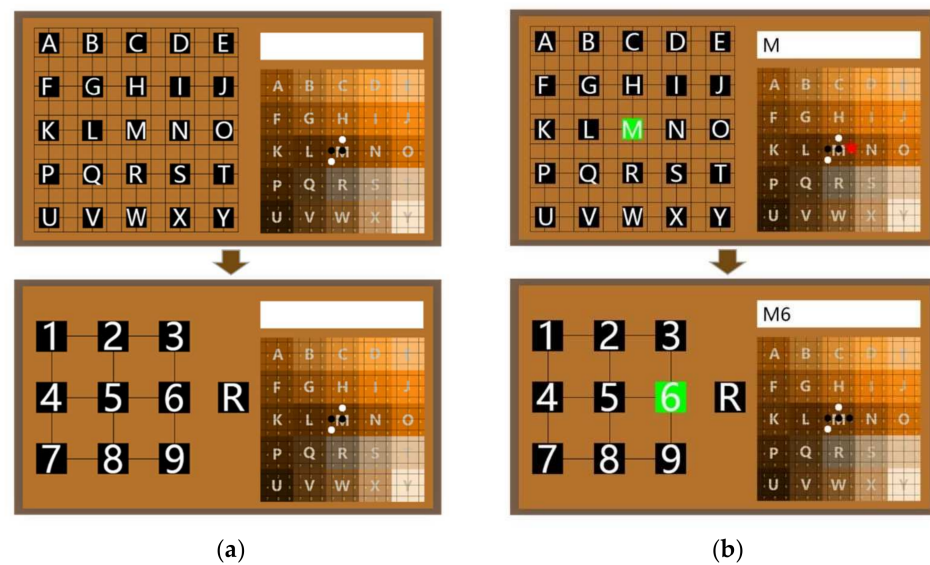 A B C D E
F G H I J
K L M N O
P Q R S T
U V W X Y
A B C D
F G H I J
K L M N O
P Q R S
U V W X Y
M
A B C D E
F G H I J
K L M N O
P Q R S T
U V W X Y
A B C D
F G H I J
K L M N O
P Q R S
U V W X Y
1 2 3
4 5 6 R
7 8 9
A B C D
F G H I J
K L M N O
P Q R S
U V W X Y
M6
1 2 3
4 5 6 R
7 8 9
A B C D
F G H I J
K L M N O
P Q R S
U V W X Y
(a)
(b)